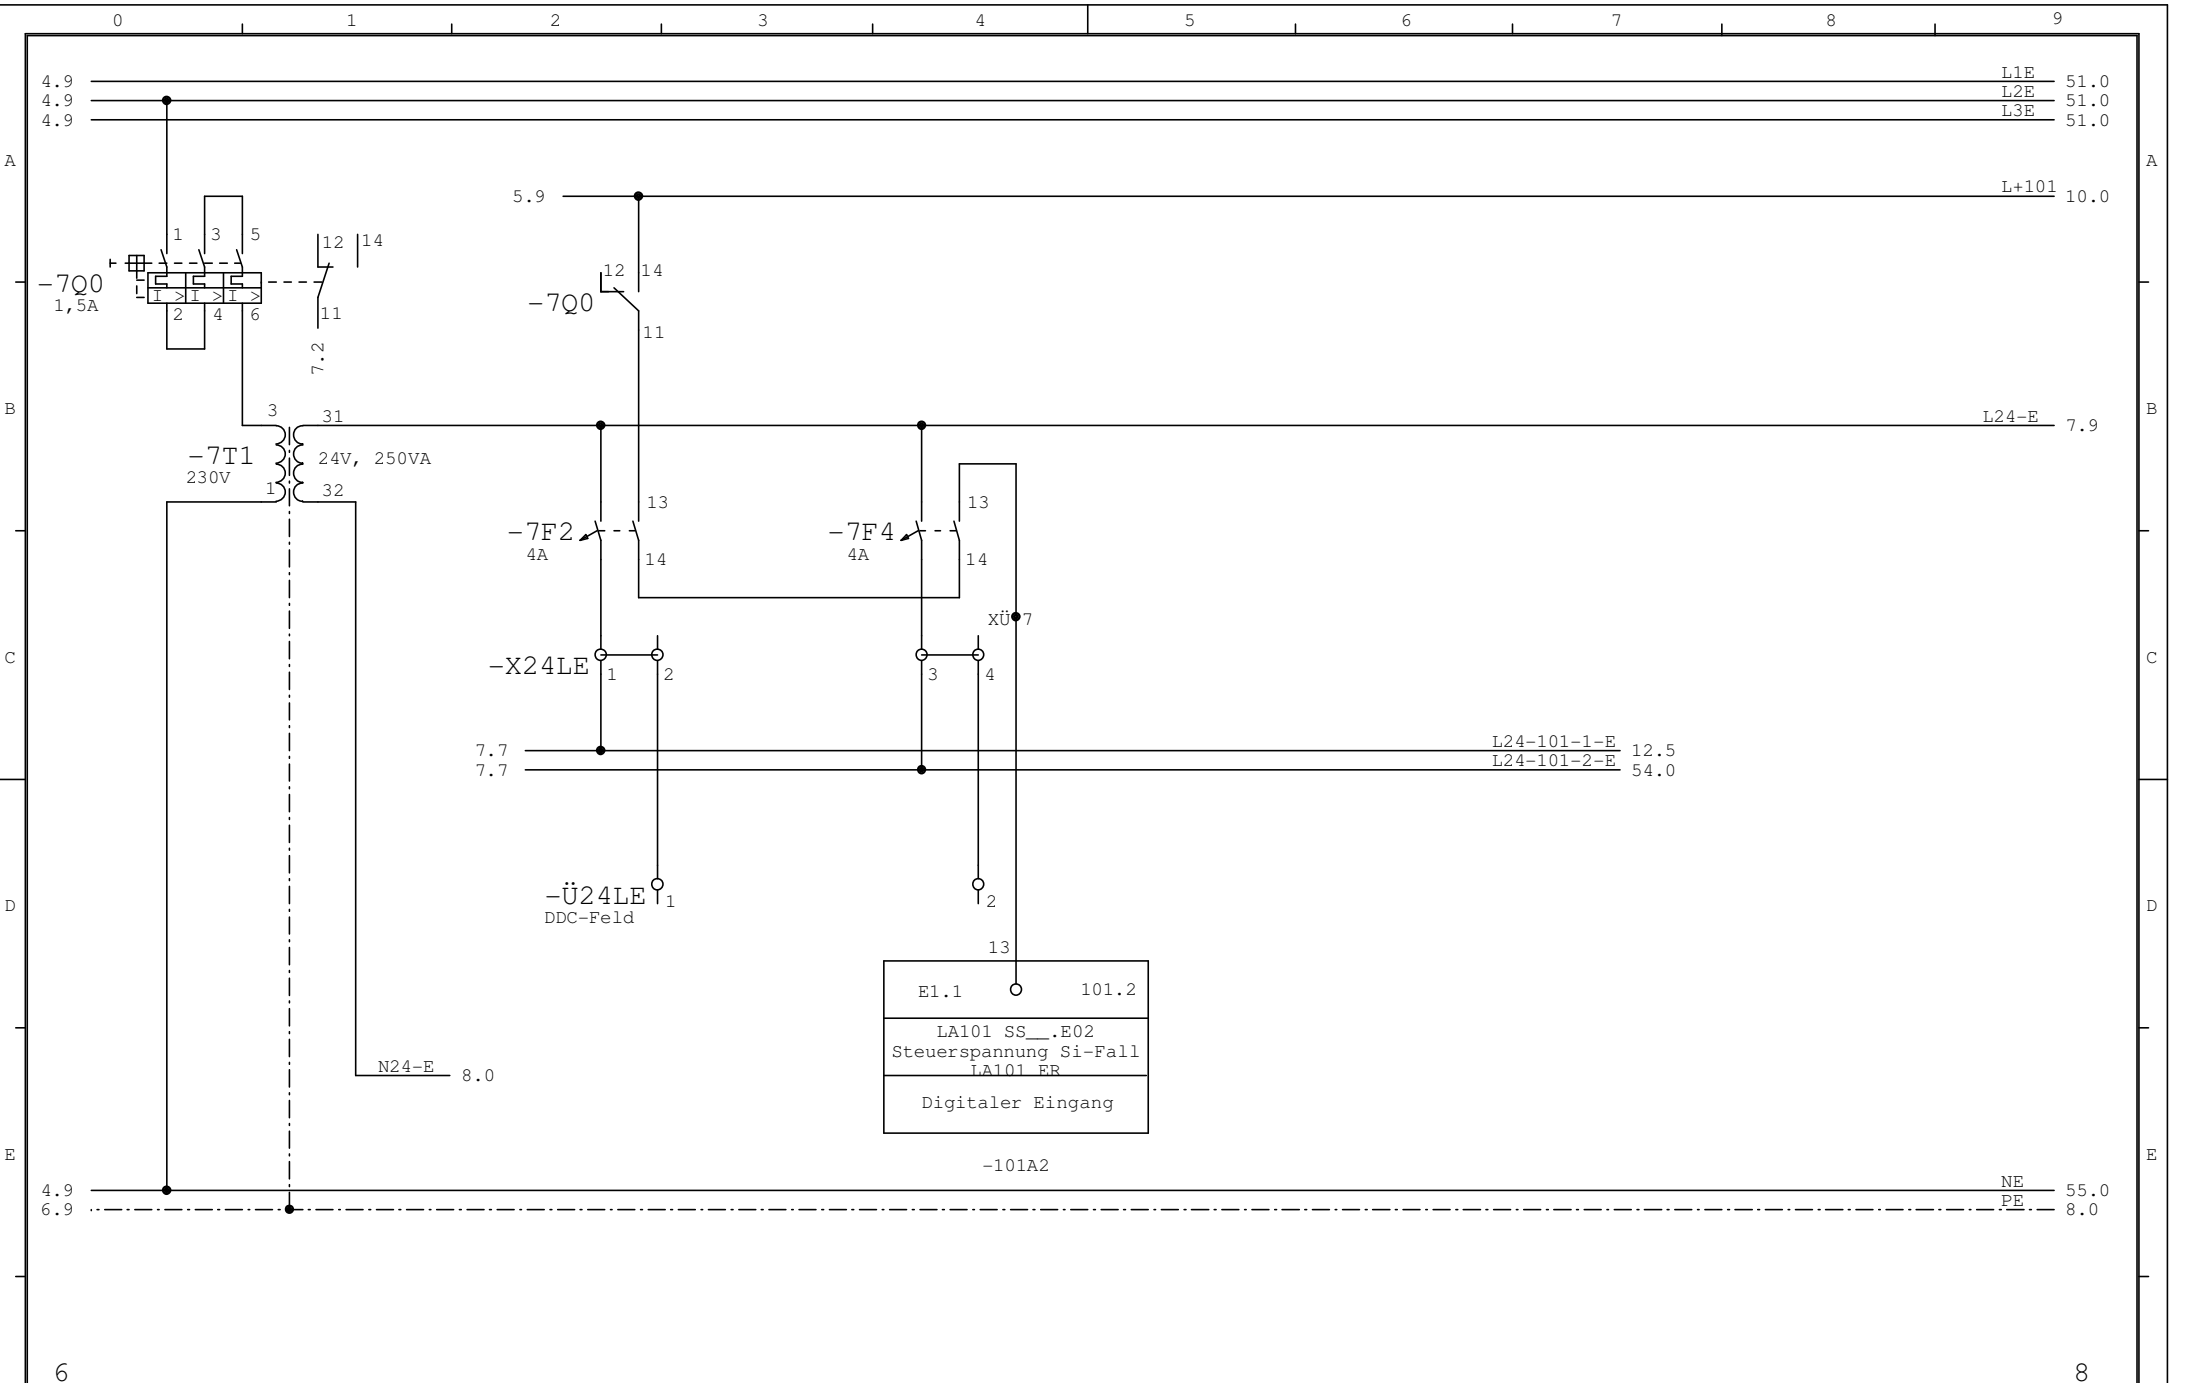 0 1 2 3 4 5 6 7 8 9
4.9 L1E 51.0
4.9 L2E 51.0
4.9 L3E 51.0
A A
5.9 L+101 10.0
1 3 5 12 14
-7Q0
1,5A
I > I > I >
2 4 6 11
7.2
12 14
-7Q0
11
B B
3 31 L24-E 7.9
-7T1 24V, 250VA
230V
1 32
13 13
-7F2 -7F4
4A 4A
14 14
XÜ 7
C C
-X24LE 1 2 3 4
7.7 L24-101-1-E 12.5
7.7 L24-101-2-E 54.0
-Ü24LE 1 2
DDC-Feld
D D
13
E1.1 101.2
LA101 SS__.E02
Steuerspannung Si-Fall
LA101 ER
N24-E 8.0
Digitaler Eingang
E E
-101A2
4.9 NE 55.0
6.9 PE 8.0
6 8